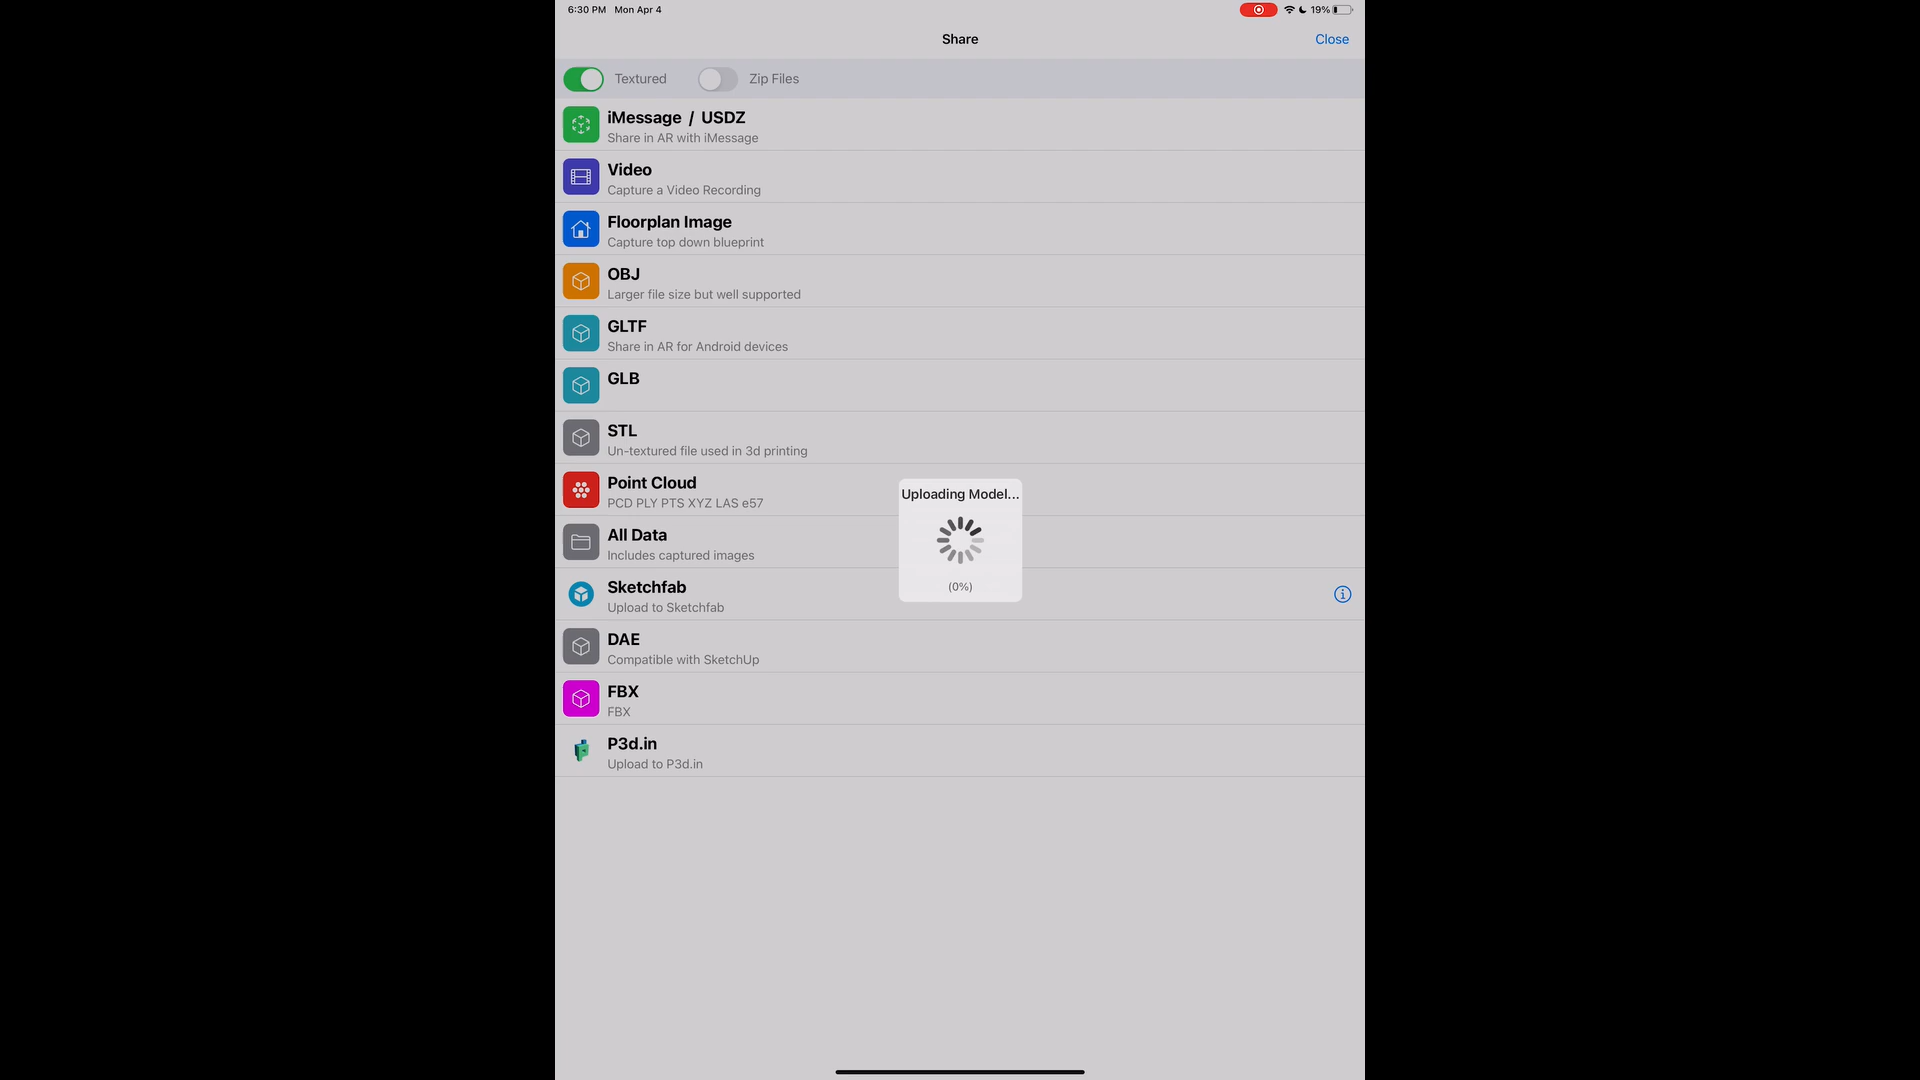 6:30 PM Mon Apr 4 19%
Share Close
Textured Zip Files
iMessage / USDZ
Share in AR with iMessage
Video
Capture a Video Recording
Floorplan Image
Capture top down blueprint
OBJ
Larger file size but well supported
GLTF
Share in AR for Android devices
GLB
STL
Un-textured file used in 3d printing
Point Cloud
PCD PLY PTS XYZ LAS e57
Uploading Model...
(0%)
All Data
Includes captured images
Sketchfab
Upload to Sketchfab
DAE
Compatible with SketchUp
FBX
FBX
P3d.in
Upload to P3d.in